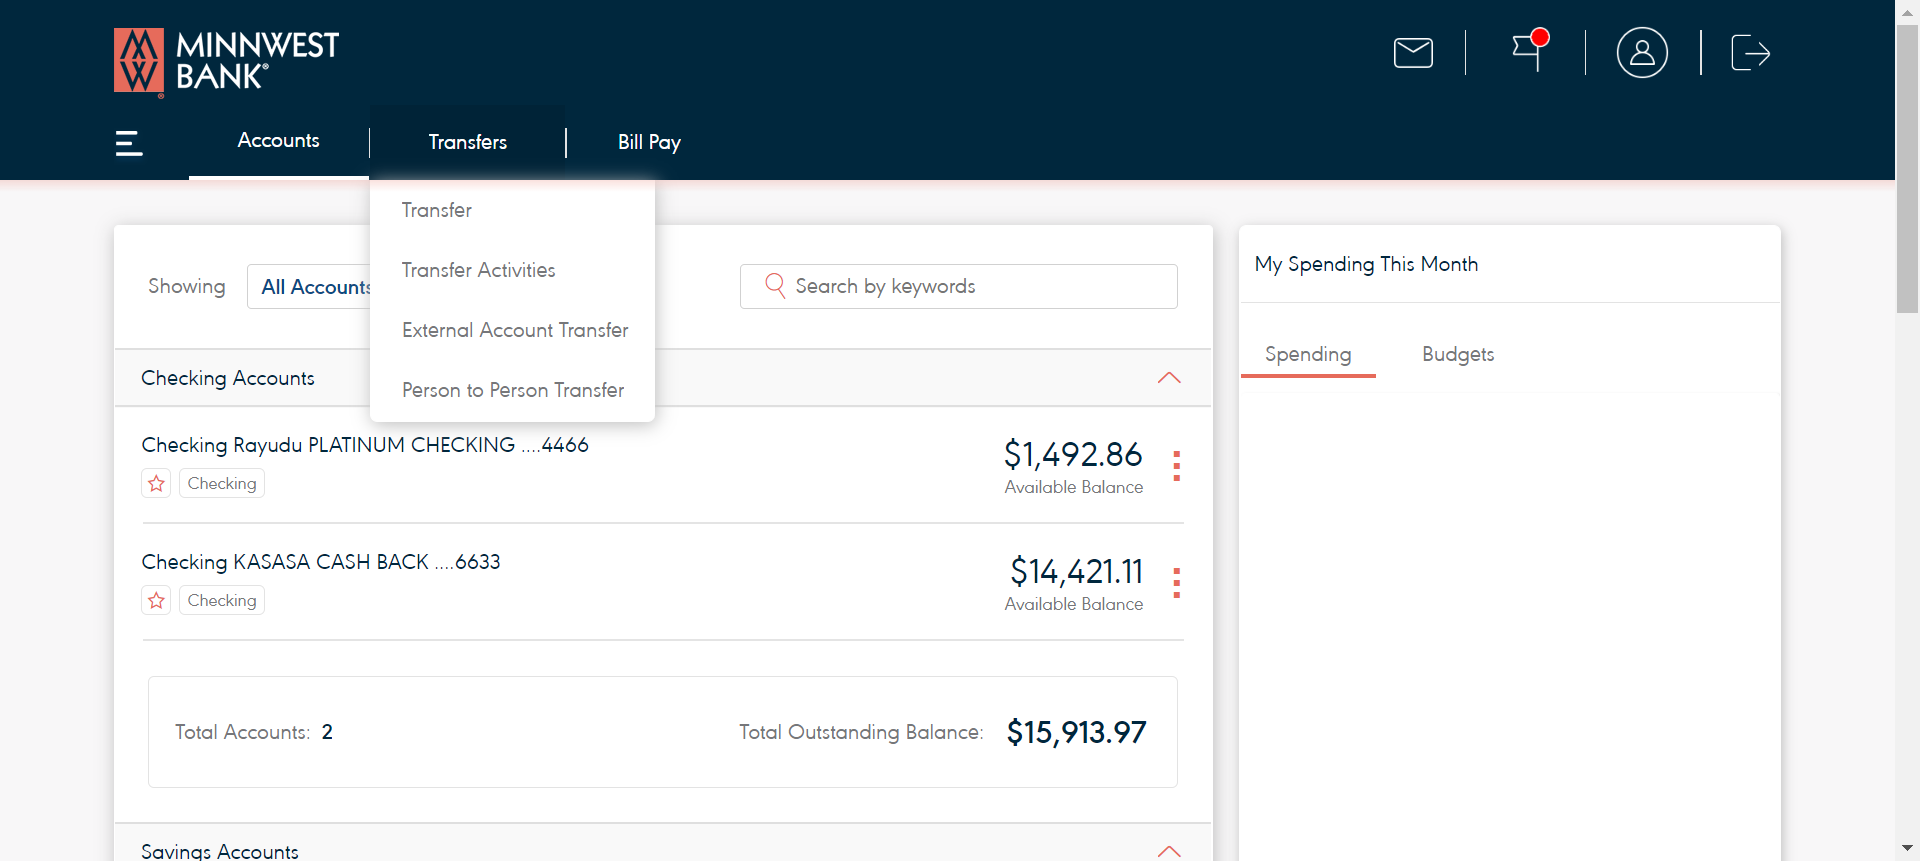 MINNWEST
BANK®
Accounts
Transfers
Bill Pay
Transfer
Transfer Activities
External Account Transfer
Person to Person Transfer
Showing
All Accounts
Search by keywords
Checking Accounts
Checking Rayudu PLATINUM CHECKING ....4466
Checking
$1,492.86
Available Balance
Checking KASASA CASH BACK ....6633
Checking
$14,421.11
Available Balance
Total Accounts: 2
Total Outstanding Balance: $15,913.97
Savings Accounts
My Spending This Month
Spending
Budgets